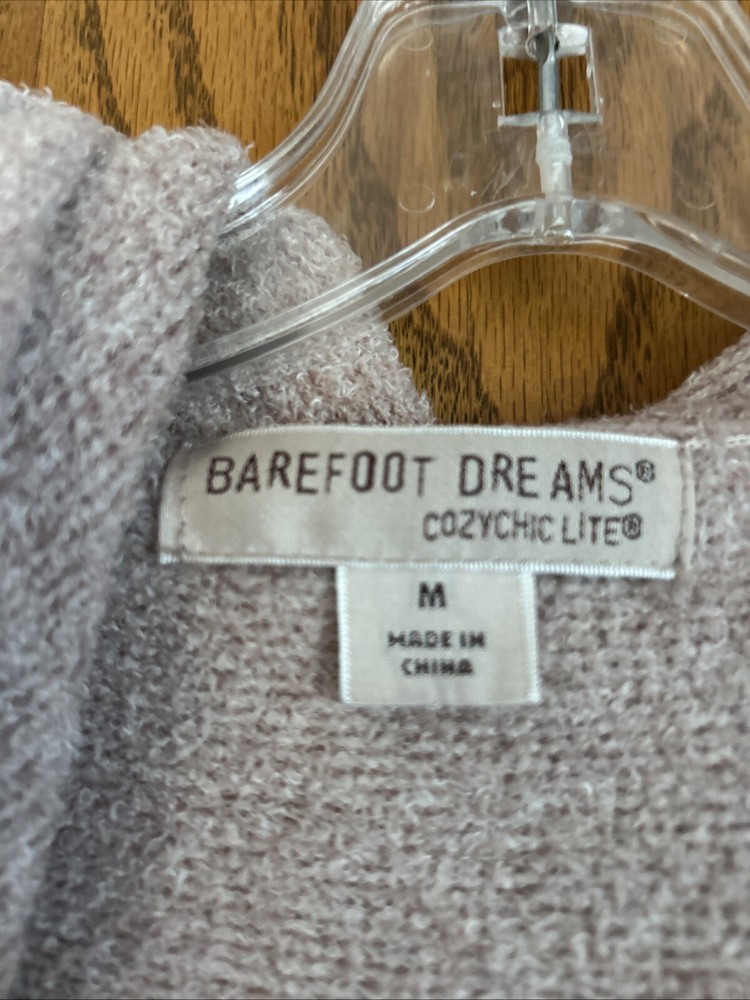 BAREFOOT DREAMS®
COZYCHIC LITE®
M
MADE IN
CHINA